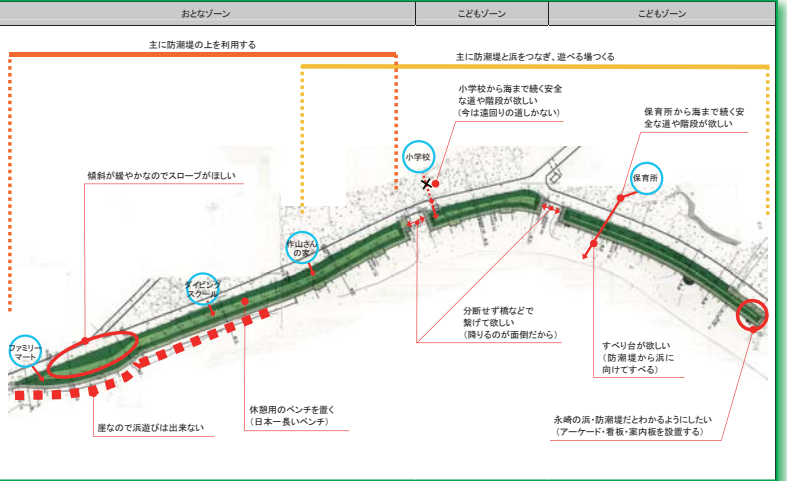 おとなゾーン
こどもゾーン
こどもゾーン
主に防潮堤の上を利用する
主に防潮堤と浜をつなぎ、遊べる場つくる
小学校から海まで続く安全
な道や階段が欲しい
(今は遠回りの道しかない)
保育所から海まで続く安
全な道や階段が欲しい
小学校
保育所
傾斜が緩やかなのでスロープがほしい
作山さん
の家
ダイビング
スクール
ファミリー
マート
分断せず橋などで
繋げて欲しい
(降りるのが面倒だから)
すべり台が欲しい
(防潮堤から浜に
向けてすべる)
休憩用のベンチを置く
(日本一長いベンチ)
崖なので浜遊びは出来ない
永崎の浜・防潮堤だとわかるようにしたい
(アーケード・看板・案内板を設置する)